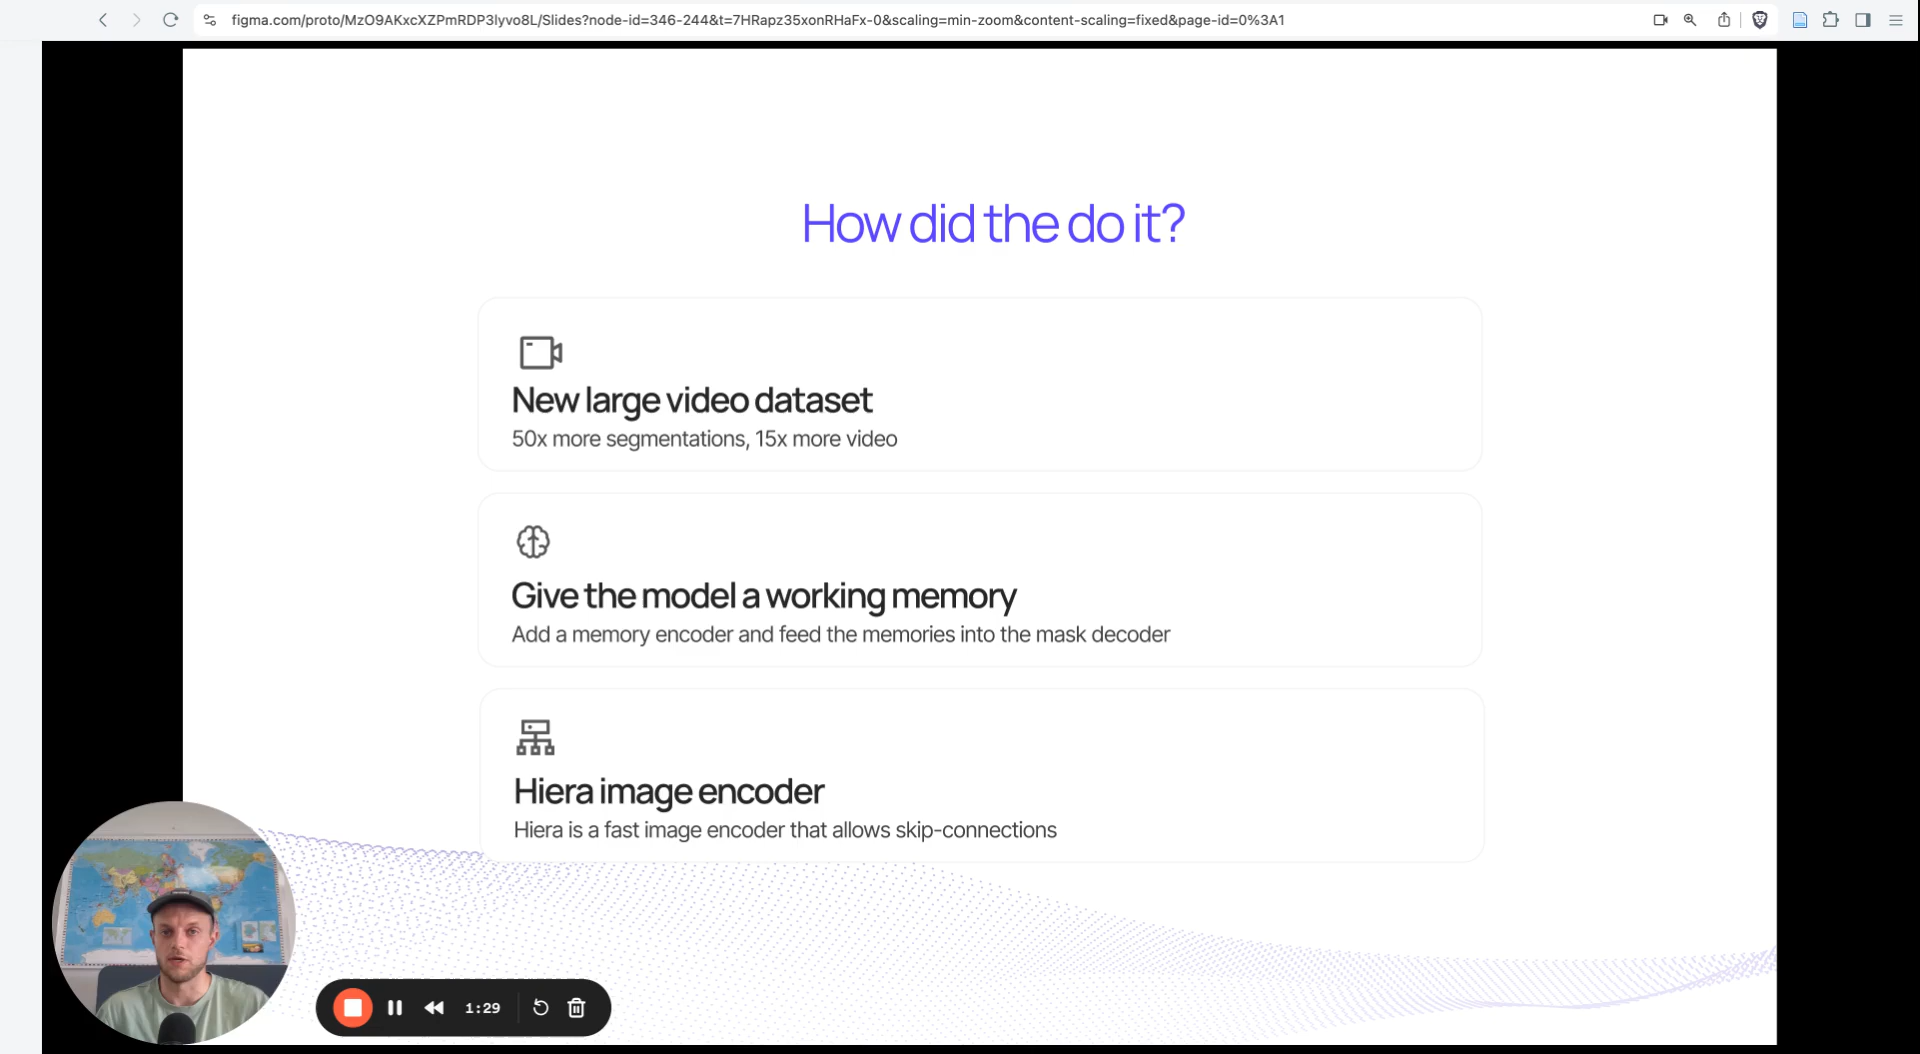 figma.com/proto/MzO9AKxcXZPmRDP3lyvo8L/Slides?node-id=346-244&t=7HRapz35xonRHaFx-0&scaling=min-zoom&content-scaling=fixed&page-id=0%3A1
How did the do it?
New large video dataset
50x more segmentations, 15x more video
Give the model a working memory
Add a memory encoder and feed the memories into the mask decoder
Hiera image encoder
Hiera is a fast image encoder that allows skip-connections
1:29